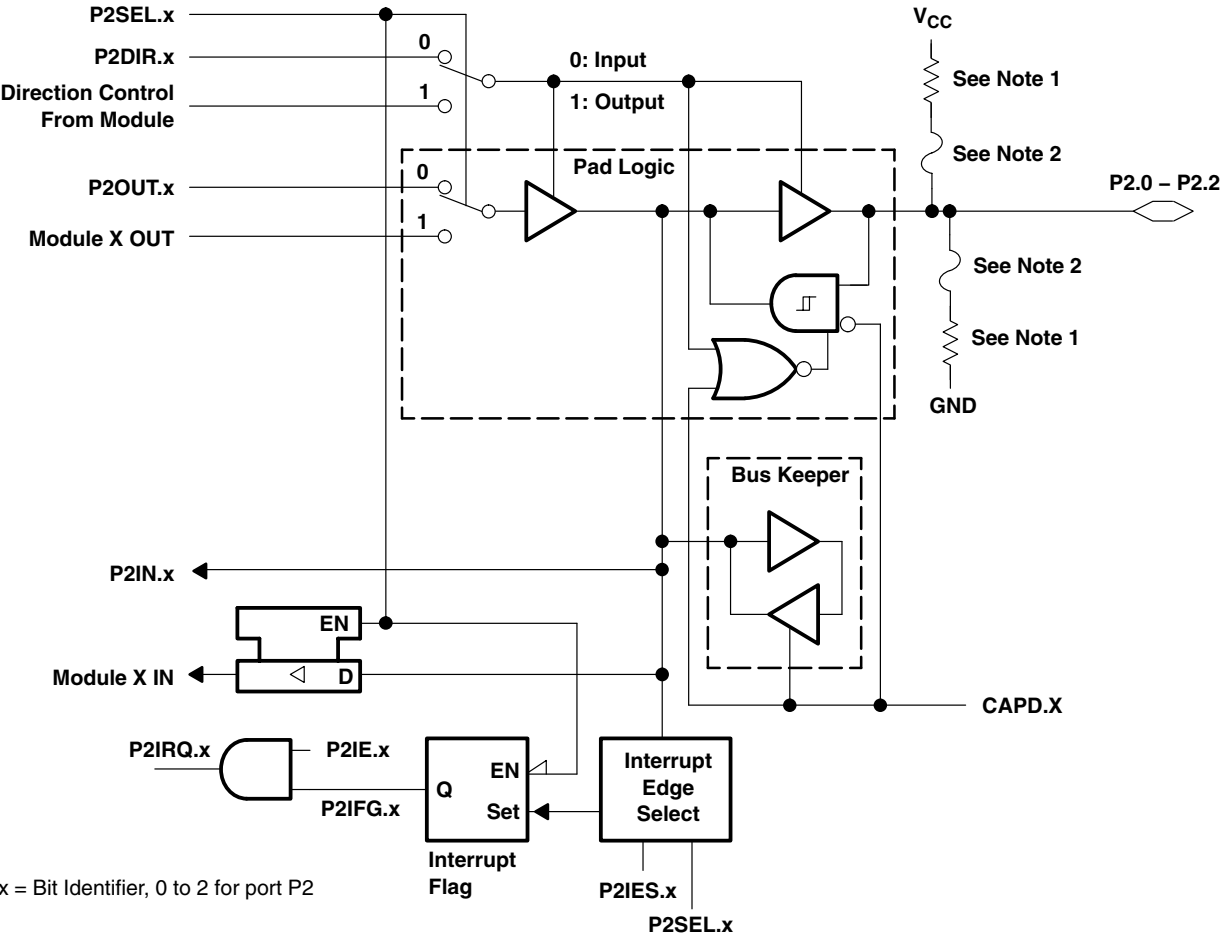 P2SEL.x
P2DIR.x
0
0: Input
1: Output
Direction Control
From Module
1
VCC
See Note 1
See Note 2
Pad Logic
P2OUT.x
0
Module X OUT
1
P2.0 – P2.2
See Note 2
See Note 1
GND
Bus Keeper
P2IN.x
EN
Module X IN
D
CAPD.X
P2IRQ.x
P2IE.x
P2IFG.x
EN
Q
Set
Interrupt
Flag
Interrupt
Edge
Select
P2IES.x
P2SEL.x
x = Bit Identifier, 0 to 2 for port P2